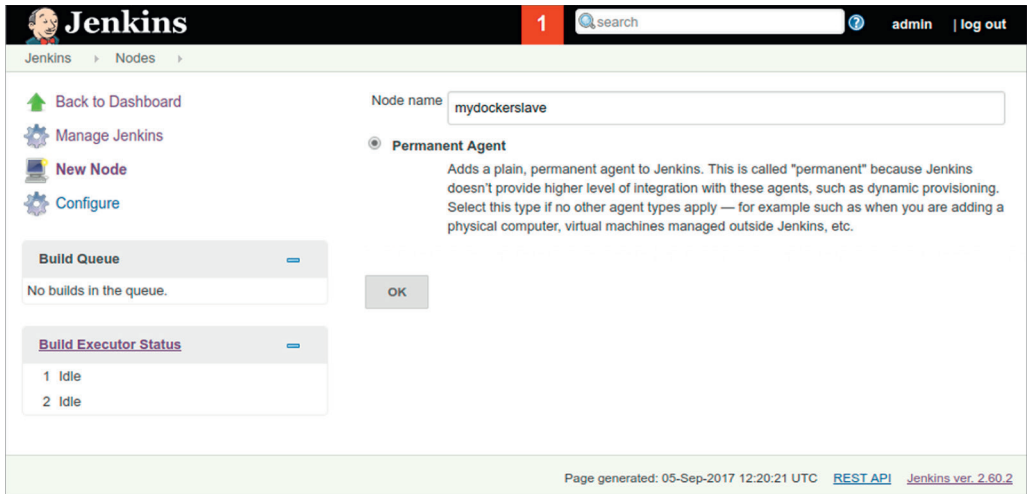 Jenkins
1
search
admin | log out
Jenkins Nodes
Back to Dashboard
Manage Jenkins
New Node
Configure
Build Queue
No builds in the queue.
Build Executor Status
1 Idle
2 Idle
Node name mydockerslave
Permanent Agent
Adds a plain, permanent agent to Jenkins. This is called "permanent" because Jenkins
doesn't provide higher level of integration with these agents, such as dynamic provisioning.
Select this type if no other agent types apply — for example such as when you are adding a
physical computer, virtual machines managed outside Jenkins, etc.
OK
Page generated: 05-Sep-2017 12:20:21 UTC REST API Jenkins ver. 2.60.2